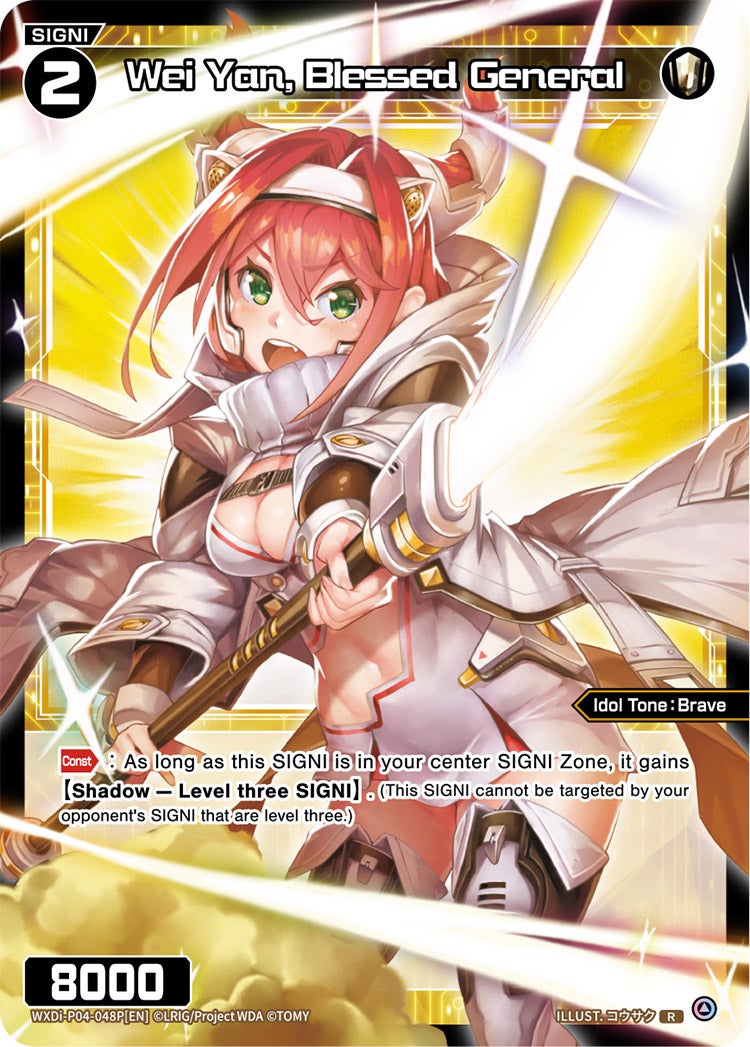 SIGNI
2
Wei Yan, Blessed General
Idol Tone:Brave
Const : As long as this SIGNI is in your center SIGNI Zone, it gains
【Shadow — Level three SIGNI】. (This SIGNI cannot be targeted by your
opponent's SIGNI that are level three.)
8000
WXDi-P04-048P[EN] ©LRIG/Project WDA ©TOMY
ILLUST. コウサク R